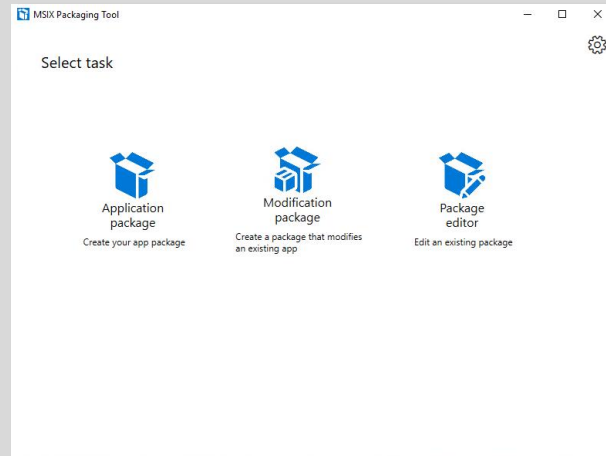 MSIX Packaging Tool
Select task
Application
package
Create your app package
Modification
package
Create a package that modifies
an existing app
Package
editor
Edit an existing package